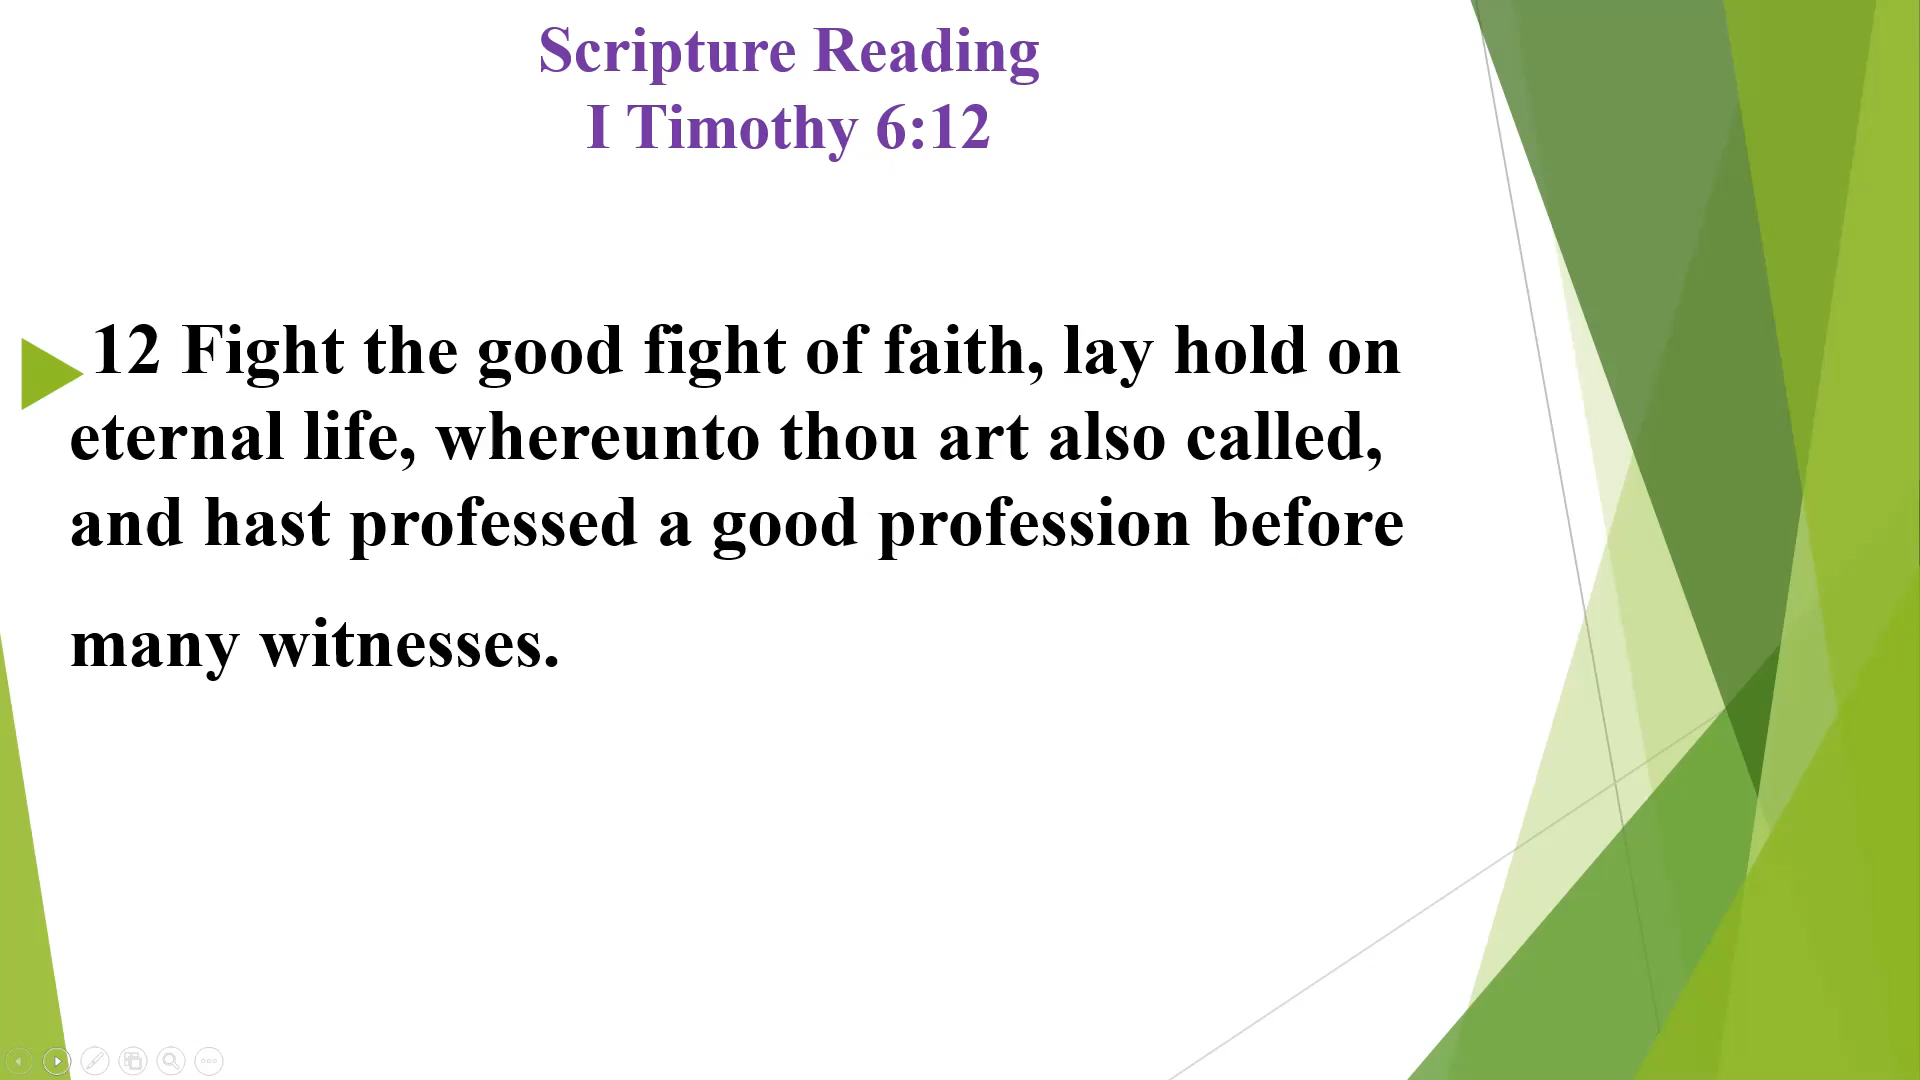 Scripture Reading
I Timothy 6:12
12 Fight the good fight of faith, lay hold on
eternal life, whereunto thou art also called,
and hast professed a good profession before
many witnesses.